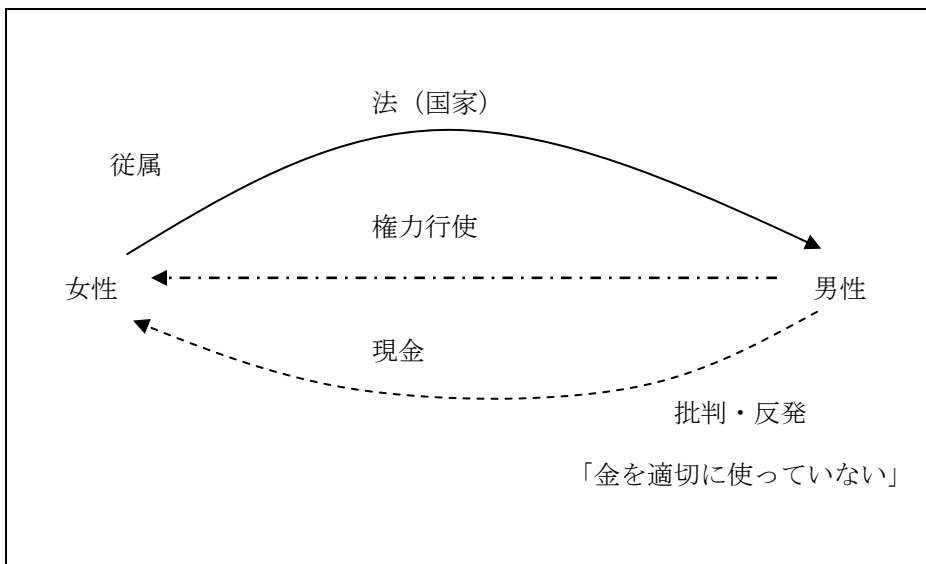 法（国家）
従属
権力行使
女性
男性
現金
批判・反発
「金を適切に使っていない」